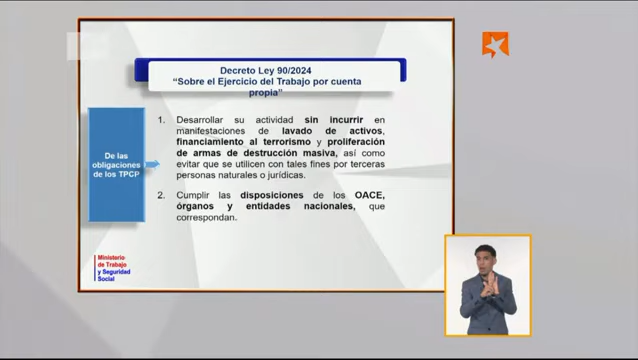 Decreto Ley 90/2024
“Sobre el Ejercicio del Trabajo por cuenta
propia”
De las
obligaciones
de los TPCP
1. Desarrollar su actividad sin incurrir en
manifestaciones de lavado de activos,
financiamiento al terrorismo y proliferación
de armas de destrucción masiva, así como
evitar que se utilicen con tales fines por terceras
personas naturales o jurídicas.
2. Cumplir las disposiciones de los OACE,
órganos y entidades nacionales, que
correspondan.
Ministerio
de Trabajo
y Seguridad
Social